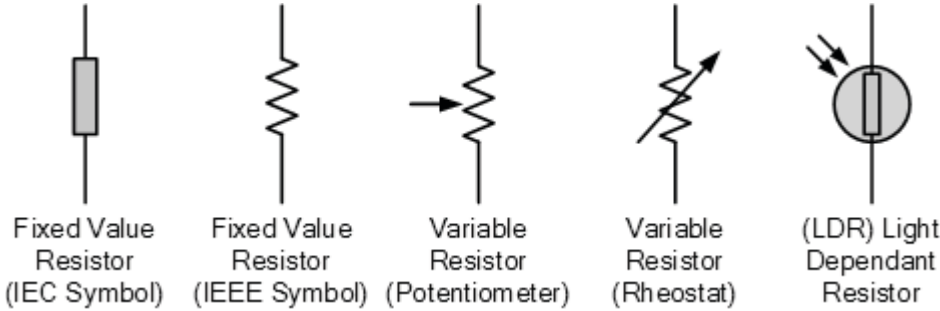 Fixed Value
Resistor
(IEC Symbol)
Fixed Value
Resistor
(IEEE Symbol)
Variable
Resistor
(Potentiometer)
Variable
Resistor
(Rheostat)
(LDR) Light
Dependant
Resistor